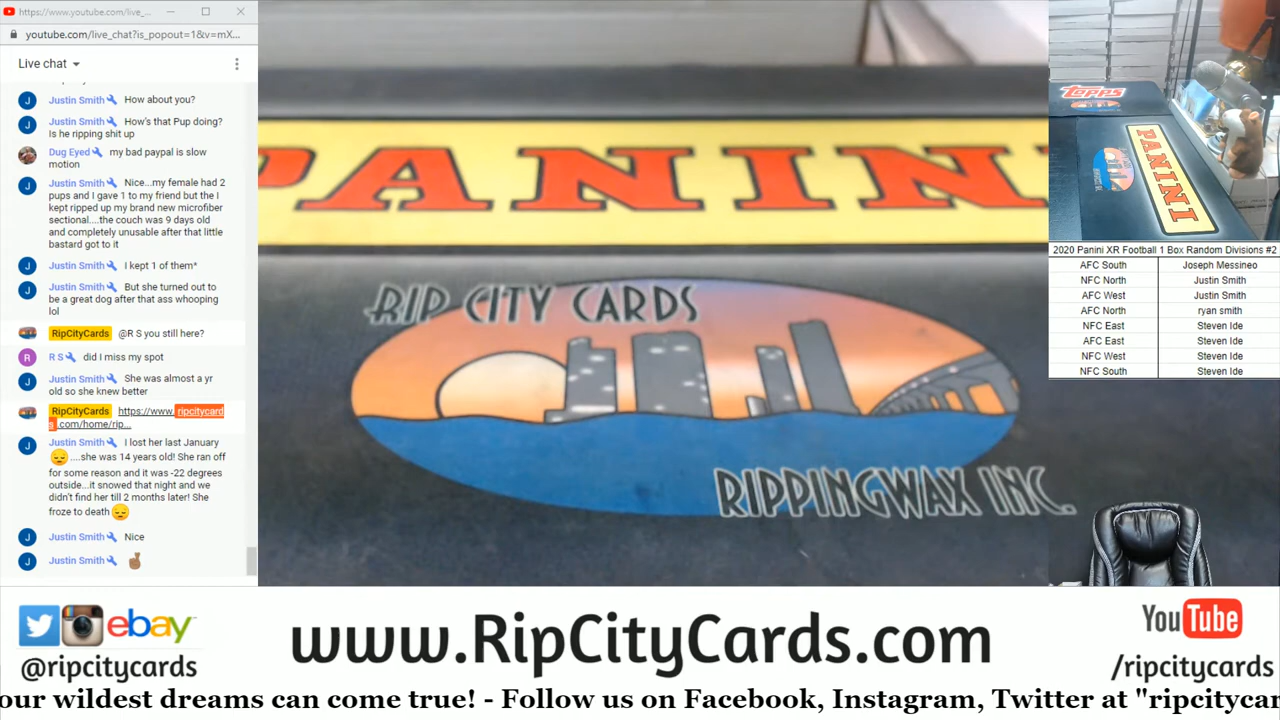 https://www.youtube.com/live_...
youtube.com/live_chat?is_popout=1&v=mX...
Live chat
Justin Smith How about you?
Justin Smith How's that Pup doing?
Is he ripping shit up
Dug Eyed my bad paypal is slow
motion
Justin Smith Nice...my female had 2
pups and I gave 1 to my friend but the I
kept ripped up my brand new microfiber
sectional....the couch was 9 days old
and completely unusable after that little
bastard got to it
Justin Smith I kept 1 of them*
Justin Smith But she turned out to
be a great dog after that ass whooping
lol
RipCityCards @R S you still here?
R S did I miss my spot
Justin Smith She was almost a yr
old so she knew better
RipCityCards https://www.ripcitycard
s.com/home/rip...
Justin Smith I lost her last January
....she was 14 years old! She ran off
for some reason and it was -22 degrees
outside...it snowed that night and we
didn't find her till 2 months later! She
froze to death
Justin Smith Nice
Justin Smith
PANINI
RIP CITY CARDS
RIPPINGWAX INC.
Topps
PANINI
2020 Panini XR Football 1 Box Random Divisions #2
AFC South Joseph Messineo
NFC North Justin Smith
AFC West Justin Smith
AFC North ryan smith
NFC East Steven Ide
AFC East Steven Ide
NFC West Steven Ide
NFC South Steven Ide
ebay
@ripcitycards
www.RipCityCards.com
YouTube
/ripcitycards
our wildest dreams can come true! - Follow us on Facebook, Instagram, Twitter at "ripcitycar